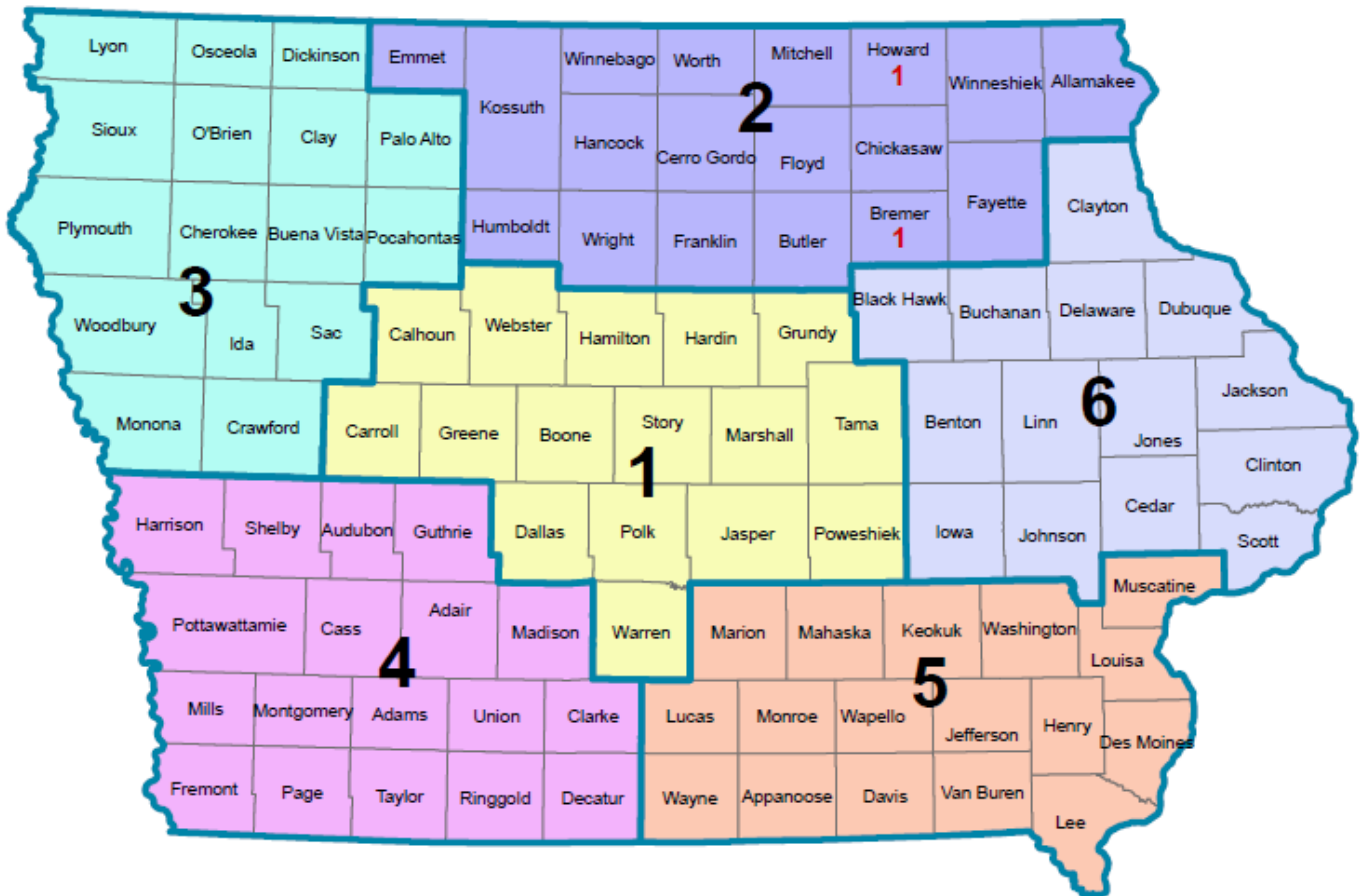 Lyon
Osceola
Dickinson
Emmet
Kossuth
Winnebago
Worth
Mitchell
Howard
1
Winneshiek
Allamakee
2
Sioux
O'Brien
Clay
Palo Alto
Hancock
Cerro Gordo
Floyd
Chickasaw
Plymouth
Cherokee
Buena Vista
Pocahontas
Humboldt
Wright
Franklin
Butler
Bremer
1
Fayette
Clayton
3
Woodbury
Ida
Sac
Calhoun
Webster
Hamilton
Hardin
Grundy
Black Hawk
Buchanan
Delaware
Dubuque
Monona
Crawford
Carroll
Greene
Boone
Story
Marshall
Tama
Benton
Linn
6
Jones
Jackson
1
Clinton
Harrison
Shelby
Audubon
Guthrie
Dallas
Polk
Jasper
Poweshiek
Iowa
Johnson
Cedar
Scott
Muscatine
Pottawattamie
Cass
Adair
Madison
Warren
Marion
Mahaska
Keokuk
Washington
Louisa
4
5
Mills
Montgomery
Adams
Union
Clarke
Lucas
Monroe
Wapello
Jefferson
Henry
Des Moines
Fremont
Page
Taylor
Ringgold
Decatur
Wayne
Appanoose
Davis
Van Buren
Lee